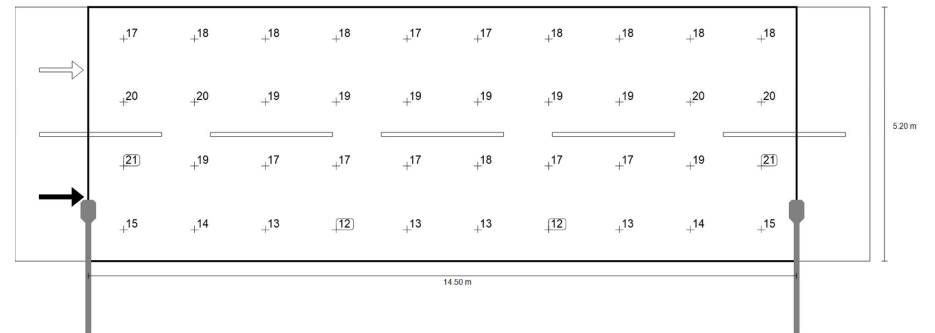 17 18 18 18 17 17 18 18 18 18
20 20 19 19 19 19 19 19 20 20
5.20 m
21 19 17 17 17 18 17 17 19 21
15 14 13 12 13 13 12 13 14 15
14.50 m